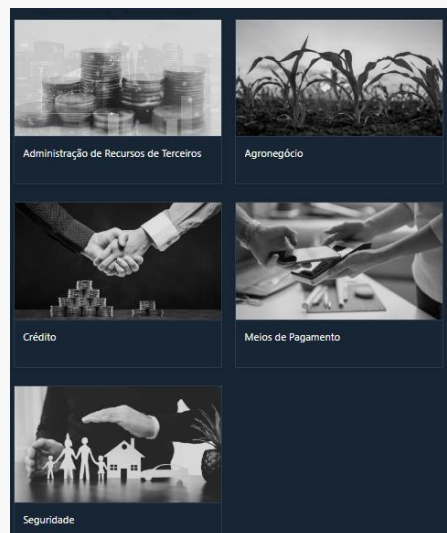 Administração de Recursos de Terceiros
Agronegócio
Crédito
Meios de Pagamento
Seguridade